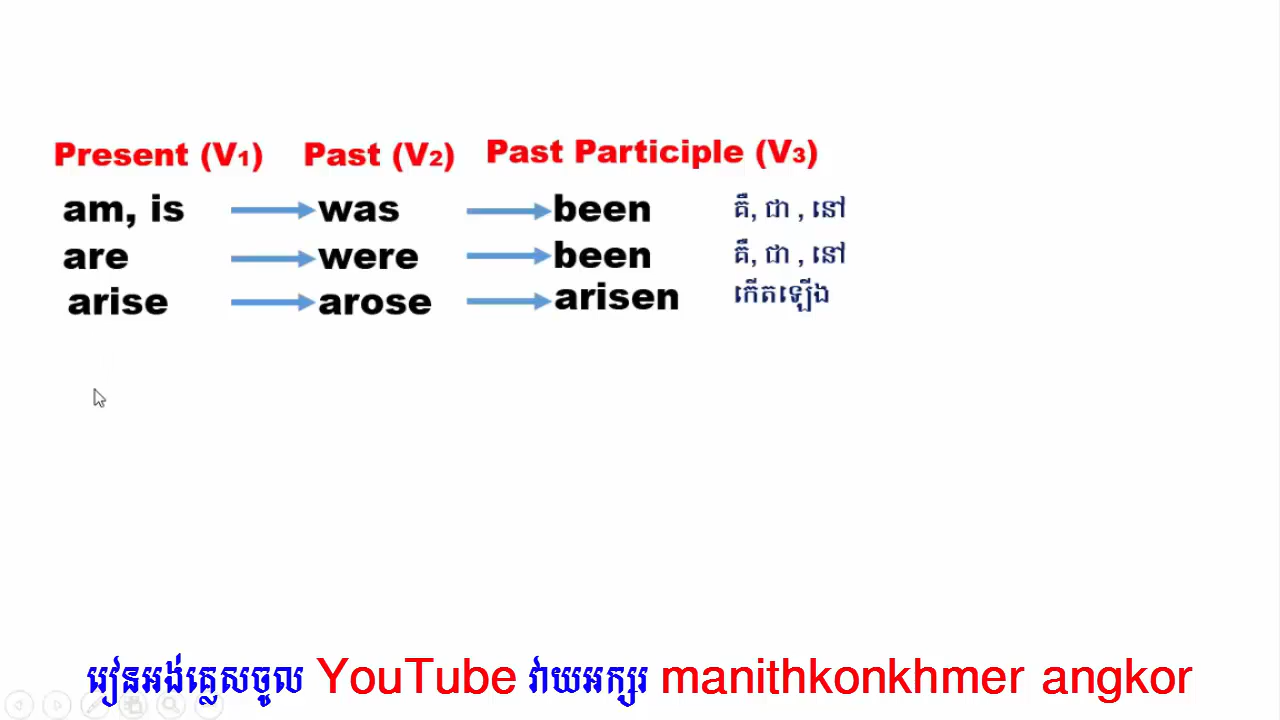 Present (V1) Past (V2) Past Participle (V3)
am, is was been គឺ, ជា , នៅ
are were been គឺ, ជា , នៅ
arise arose arisen កើតឡើង
រៀនអង់គ្លេសចូល YouTube វាយអក្សរ manithkonkhmer angkor